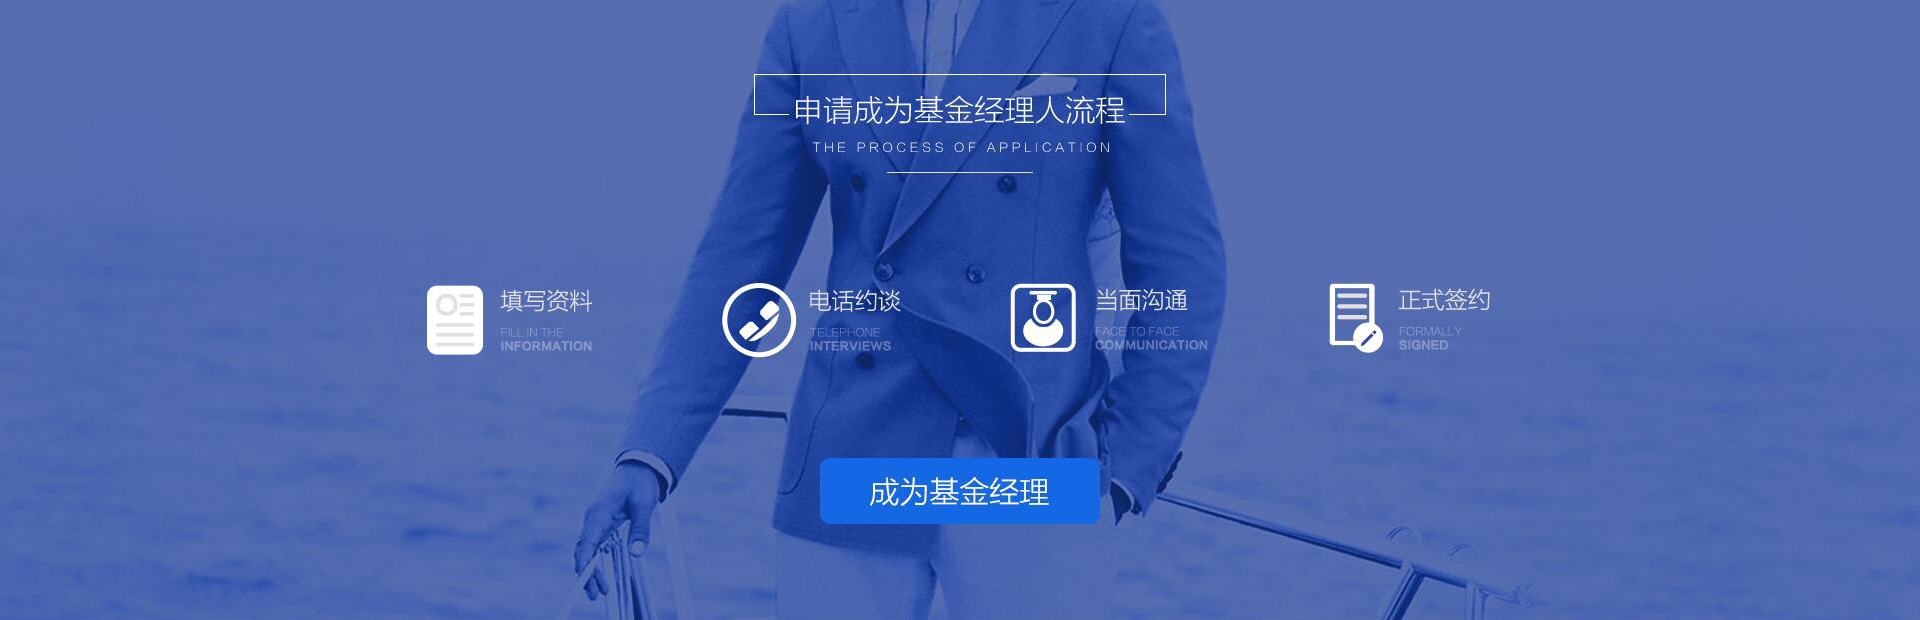 申请成为基金经理人流程
THE PROCESS OF APPLICATION
填写资料
FILL IN THE
INFORMATION
电话约谈
TELEPHONE
INTERVIEWS
当面沟通
FACE TO FACE
COMMUNICATION
正式签约
FORMALLY
SIGNED
成为基金经理